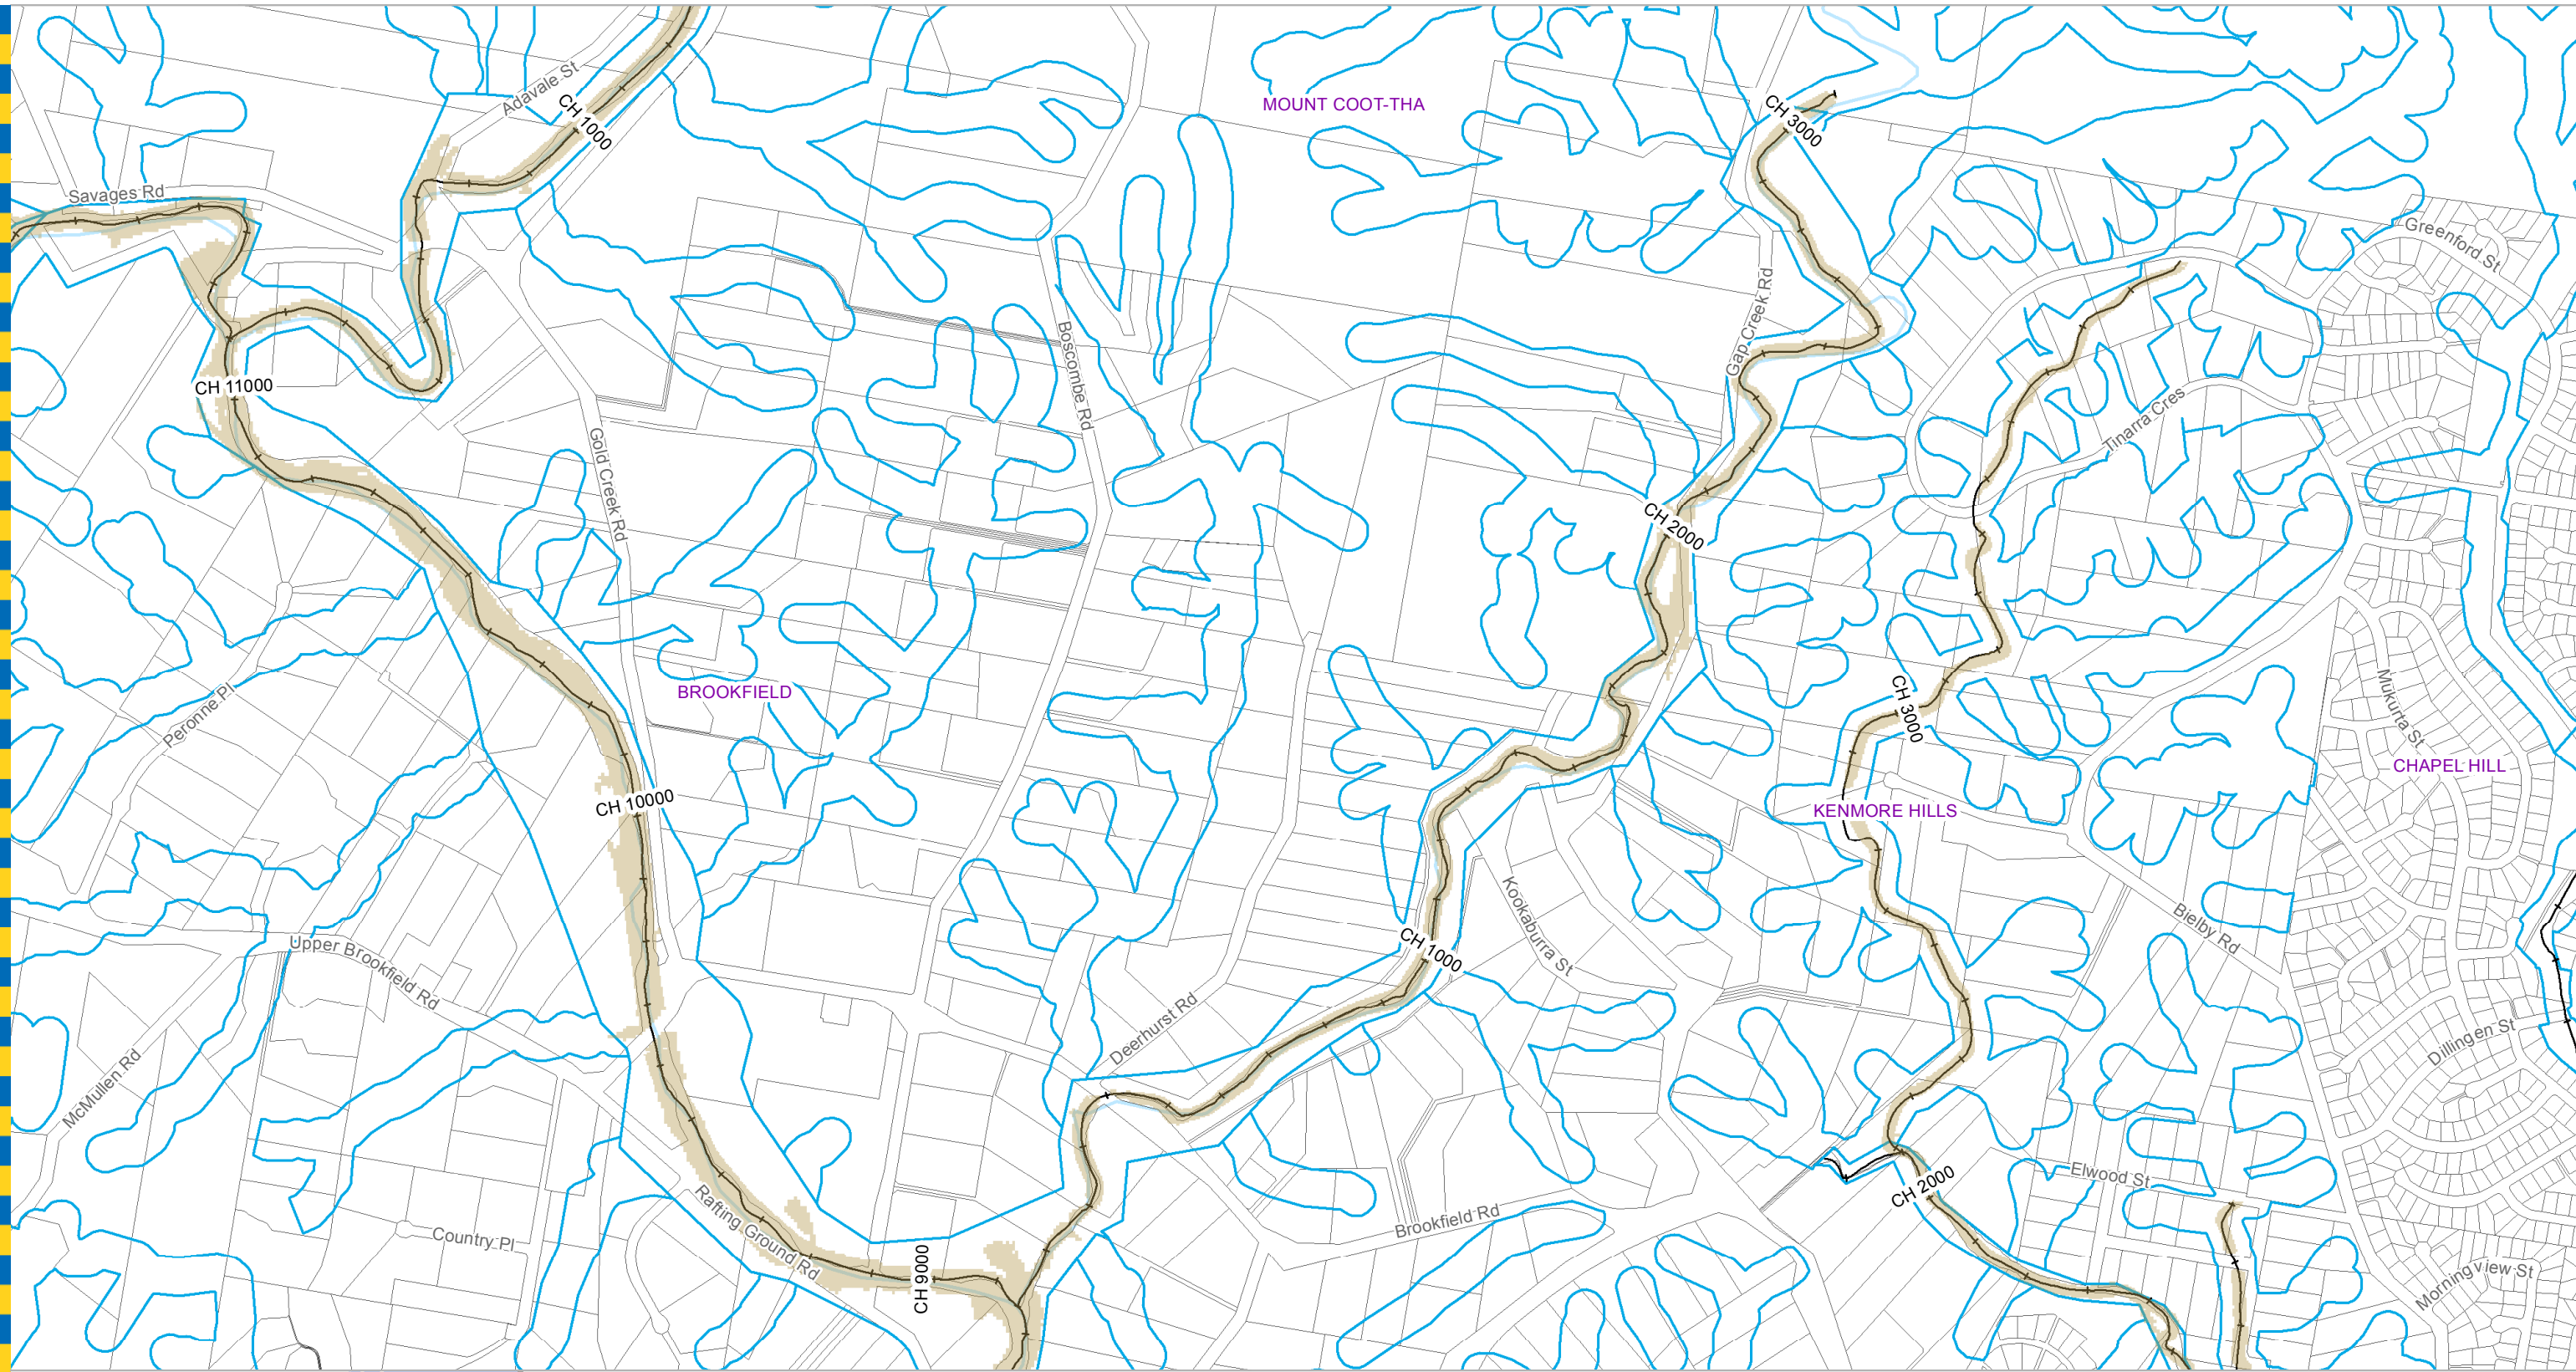 Adavale St
CH 1000
MOUNT COOT-THA
CH 3000
Savages Rd
Greenford St
Gap Creek Rd
Boscombe Rd
CH 11000
Tinarra Cres
Gold Creek Rd
CH 2000
Peronne Pl
BROOKFIELD
CH 3000
Mukurta St
CHAPEL HILL
CH 10000
KENMORE HILLS
Kookaburra St
Bielby Rd
Upper Brookfield Rd
CH 1000
Deerhurst Rd
Dillingen St
McMullen Rd
Elwood St
CH 2000
Rafting Ground Rd
Country Pl
Brookfield Rd
CH 9000
Morningview St